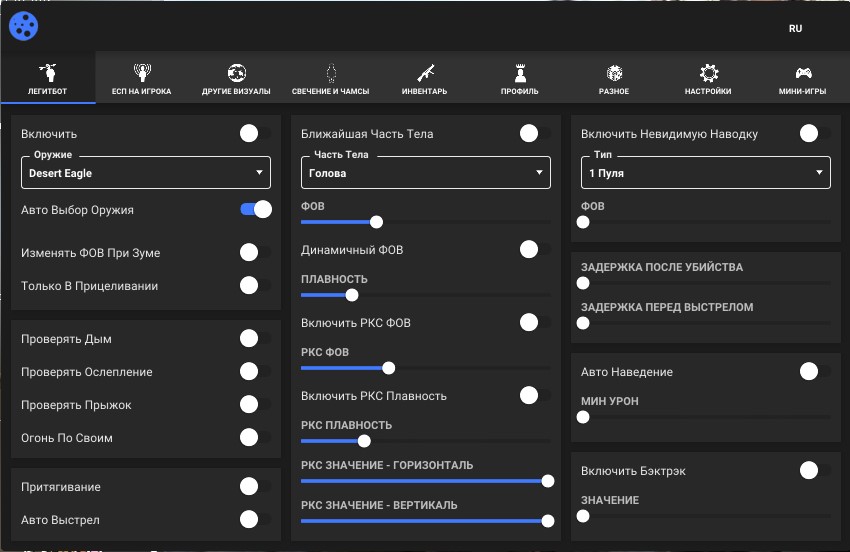 RU
ЛЕГИТБОТ
ЕСП НА ИГРОКА
ДРУГИЕ ВИЗУАЛЫ
СВЕЧЕНИЕ И ЧАМСЫ
ИНВЕНТАРЬ
ПРОФИЛЬ
РАЗНОЕ
НАСТРОЙКИ
МИНИ-ИГРЫ
Включить
Оружие
Desert Eagle
Авто Выбор Оружия
Изменять ФОВ При Зуме
Только В Прицеливании
Проверять Дым
Проверять Ослепление
Проверять Прыжок
Огонь По Своим
Притягивание
Авто Выстрел
Ближайшая Часть Тела
Часть Тела
Голова
ФОВ
Динамичный ФОВ
ПЛАВНОСТЬ
Включить РКС ФОВ
РКС ФОВ
Включить РКС Плавность
РКС ПЛАВНОСТЬ
РКС ЗНАЧЕНИЕ - ГОРИЗОНТАЛЬ
РКС ЗНАЧЕНИЕ - ВЕРТИКАЛЬ
Включить Невидимую Наводку
Тип
1 Пуля
ФОВ
ЗАДЕРЖКА ПОСЛЕ УБИЙСТВА
ЗАДЕРЖКА ПЕРЕД ВЫСТРЕЛОМ
Авто Наведение
МИН УРОН
Включить Бэктрэк
ЗНАЧЕНИЕ